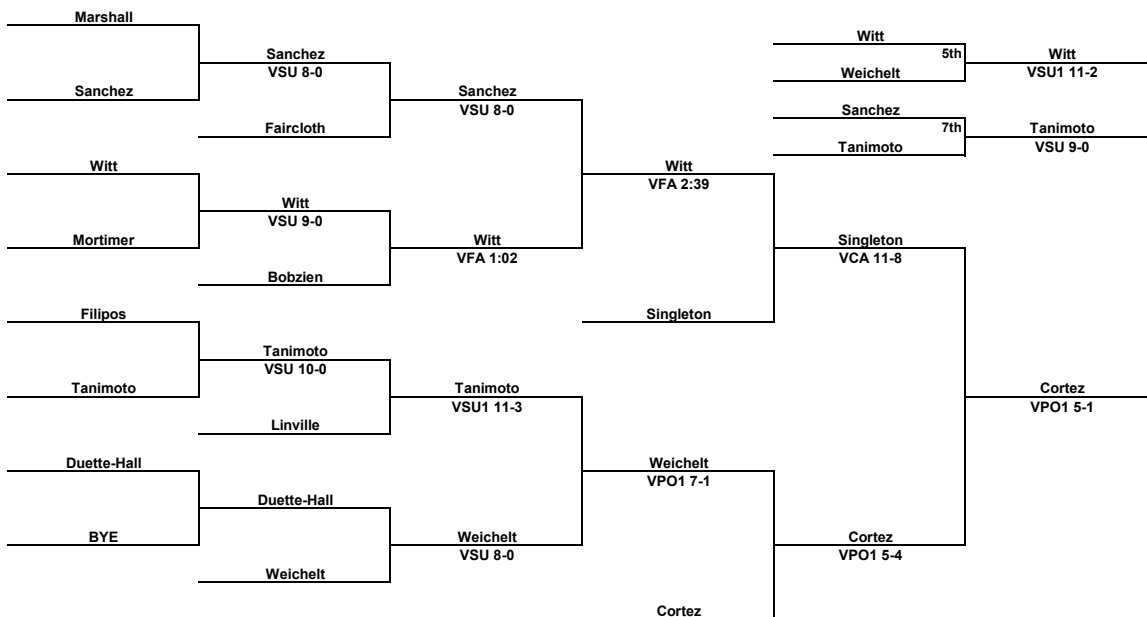 Marshall
Sanchez
Witt
Mortimer
Filipos
Tanimoto
Duette-Hall
BYE
Sanchez
VSU 8-0
Faircloth
Witt
VSU 9-0
Bobzien
Tanimoto
VSU 10-0
Linville
Duette-Hall
Weichelt
Sanchez
VSU 8-0
Witt
VFA 1:02
Tanimoto
VSU1 11-3
Weichelt
VSU 8-0
Witt
VFA 2:39
Singleton
Weichelt
VPO1 7-1
Cortez
Singleton
VCA 11-8
Cortez
VPO1 5-4
Cortez
VPO1 5-1
Witt
5th
Weichelt
Witt
VSU1 11-2
Sanchez
7th
Tanimoto
Tanimoto
VSU 9-0